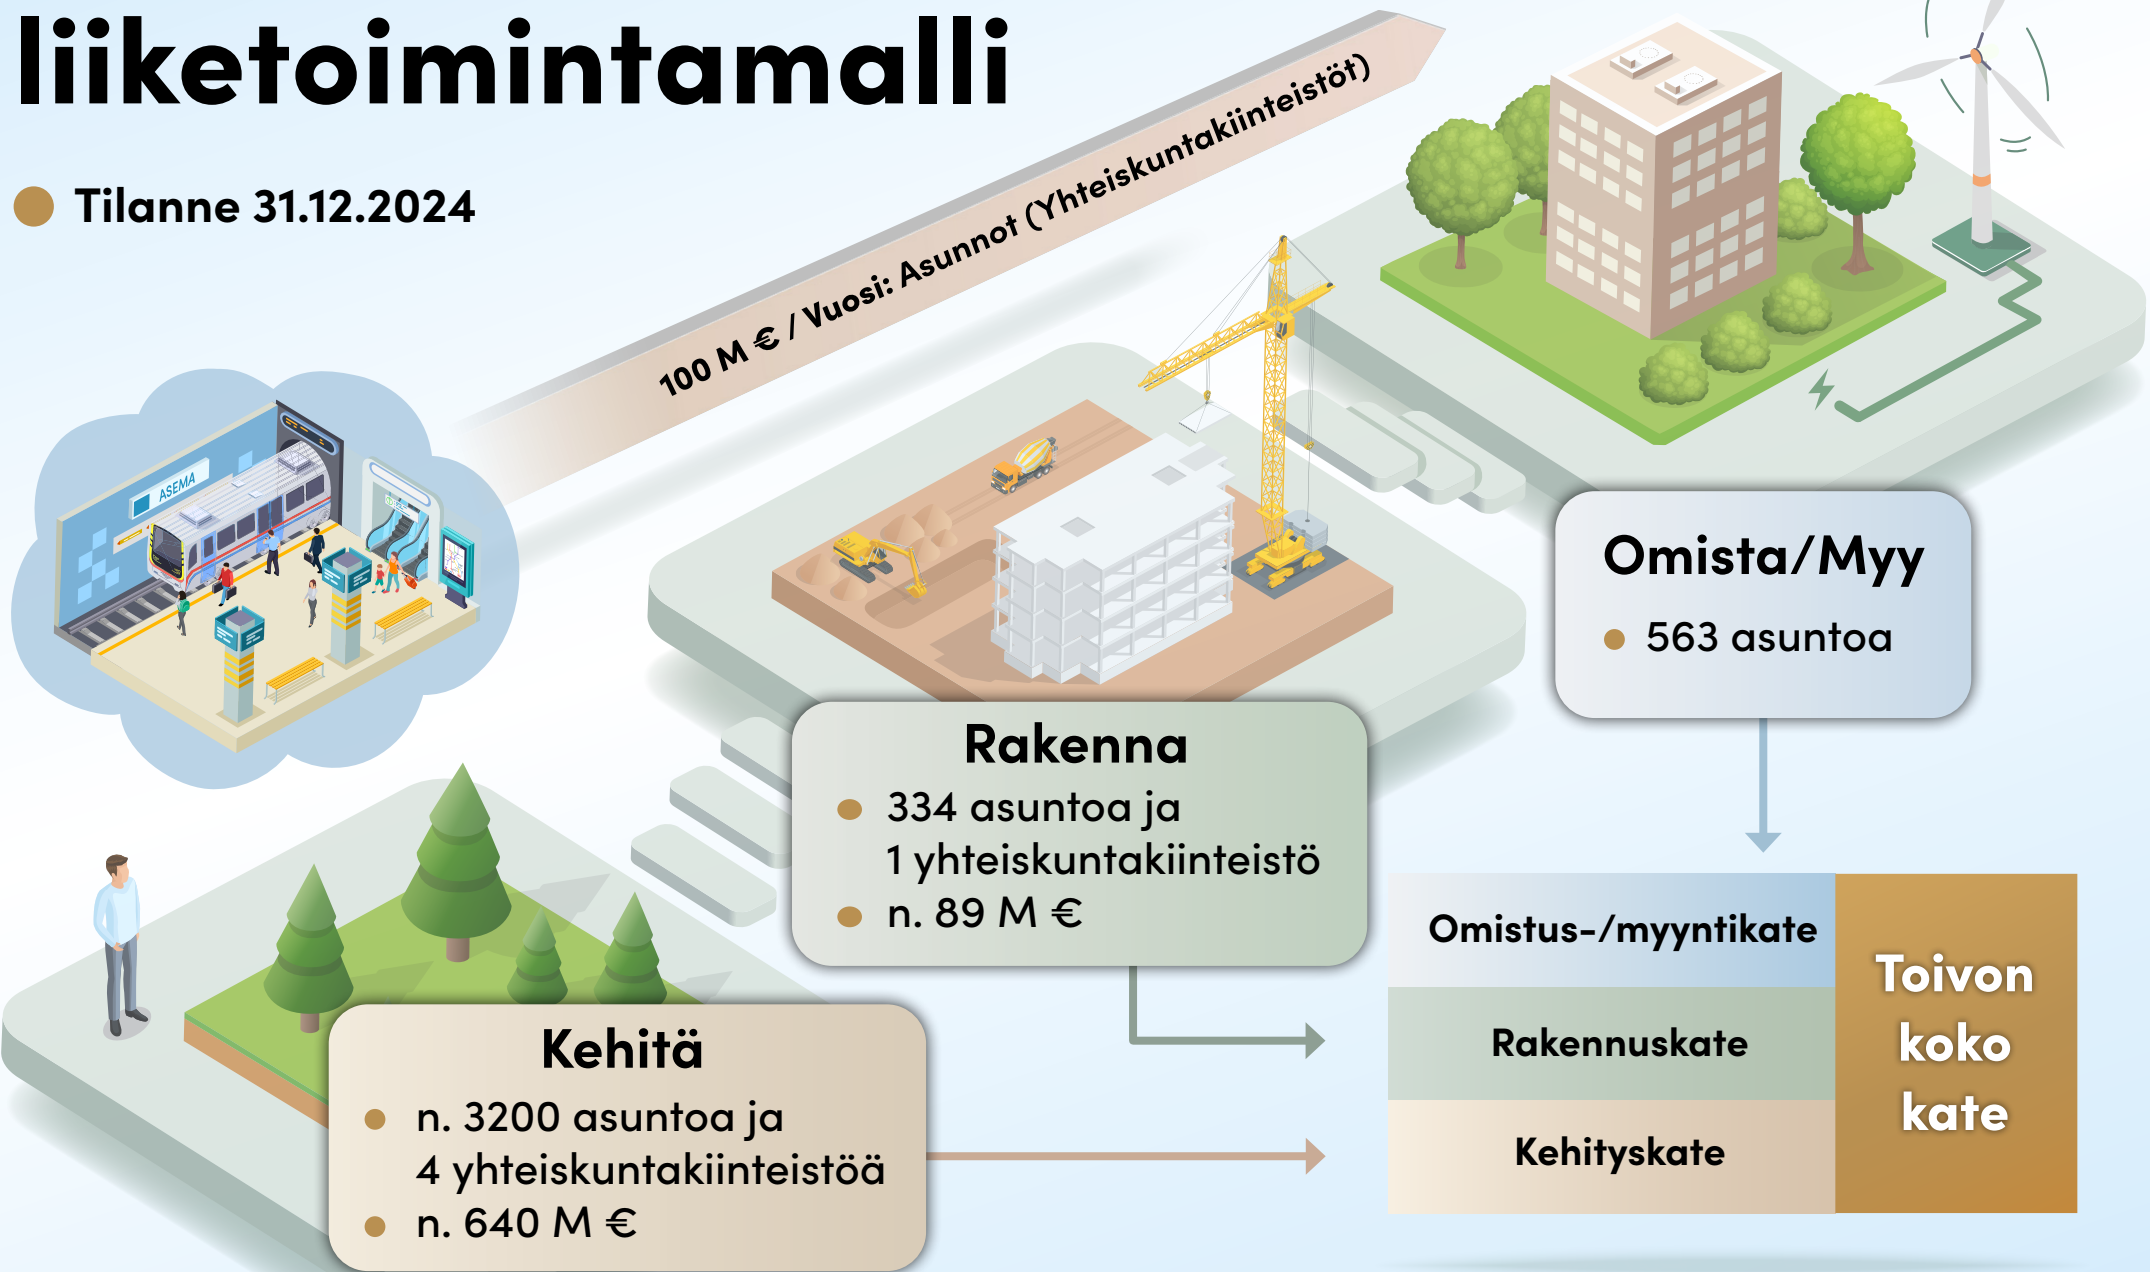 liiketoimintamalli
Tilanne 31.12.2024
100 M € / Vuosi: Asunnot (Yhteiskuntakiinteistöt)
ASEMA
Omista/Myy
563 asuntoa
Rakenna
334 asuntoa ja
1 yhteiskuntakiinteistö
n. 89 M €
Kehitä
n. 3200 asuntoa ja
4 yhteiskuntakiinteistöä
n. 640 M €
Omistus-/myyntikate
Rakennuskate
Kehityskate
Toivon
koko
kate